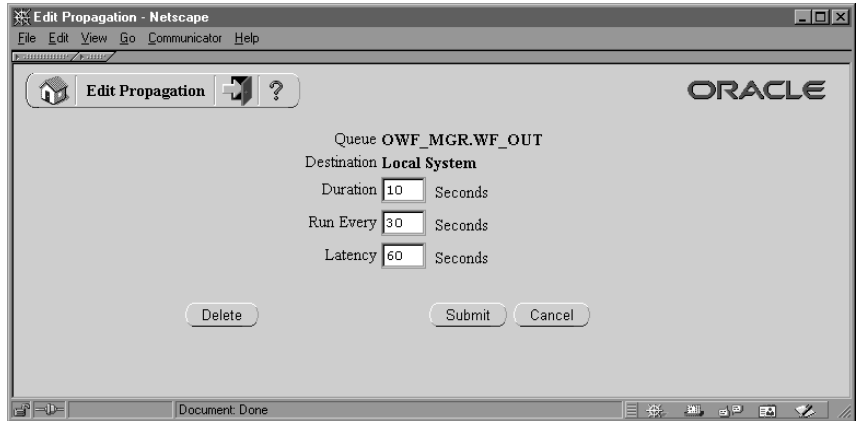 Edit Propagation - Netscape
File Edit View Go Communicator Help
Edit Propagation ?
ORACLE
Queue OWF_MGR.WF_OUT
Destination Local System
Duration 10 Seconds
Run Every 30 Seconds
Latency 60 Seconds
Delete Submit Cancel
Document: Done